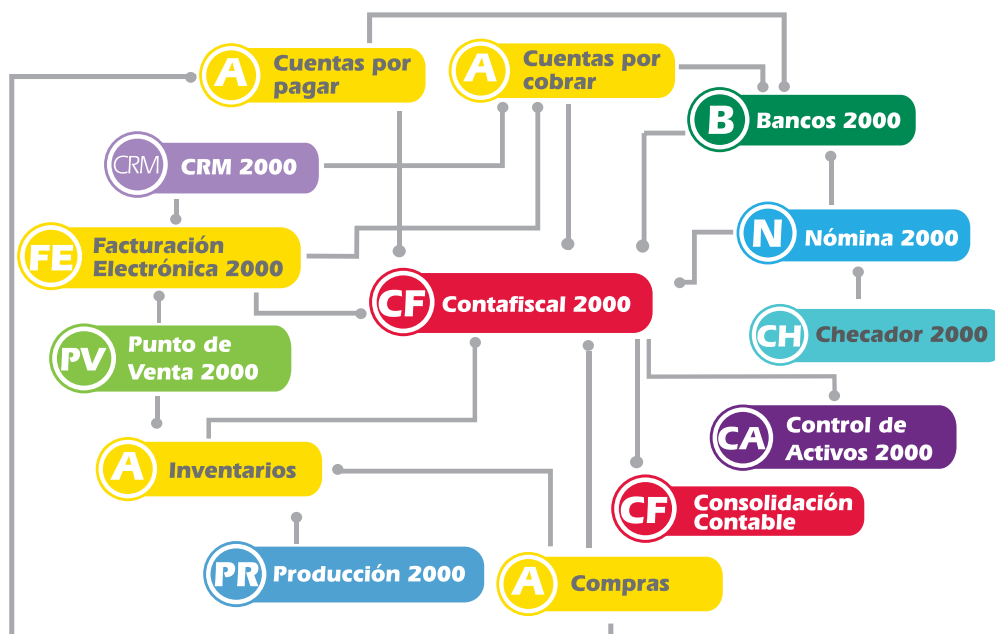 A
Cuentas por
pagar
A
Cuentas por
cobrar
B
Bancos 2000
CRM
CRM 2000
FE
Facturación
Electrónica 2000
N
Nómina 2000
CF
Contafiscal 2000
CH
Checador 2000
PV
Punto de
Venta 2000
CA
Control de
Activos 2000
A
Inventarios
CF
Consolidación
Contable
PR
Producción 2000
A
Compras